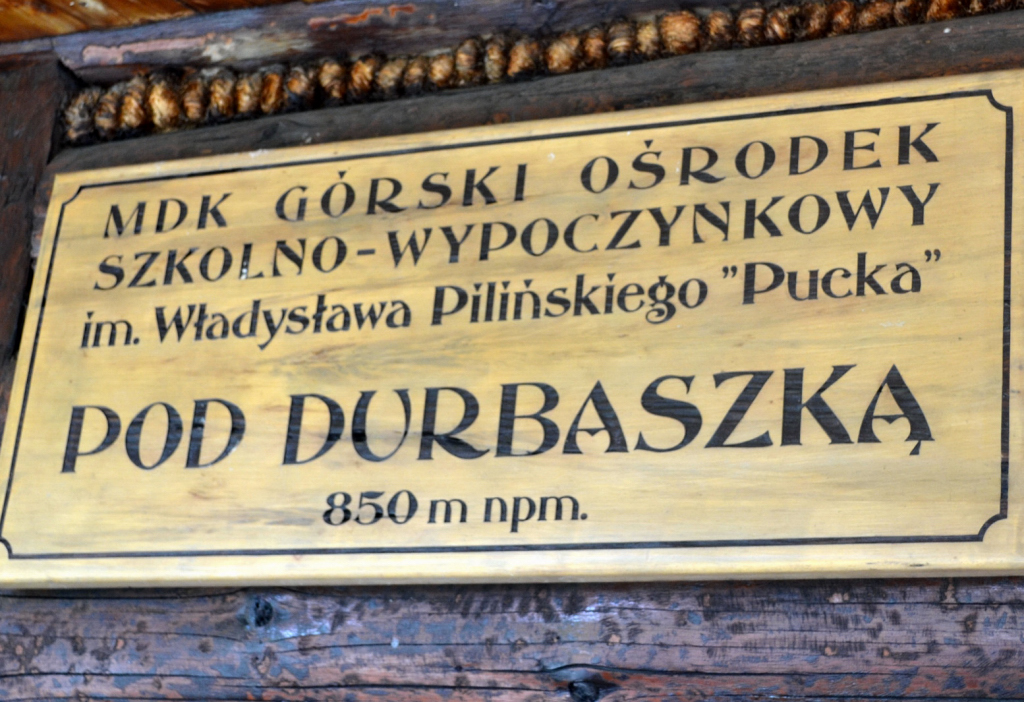 MDK GÓRSKI OŚRODEK
SZKOLNO-WYPOCZYNKOWY
im. Władysława Pilińskiego "Pucka"
POD DURBASZKĄ
850 m npm.